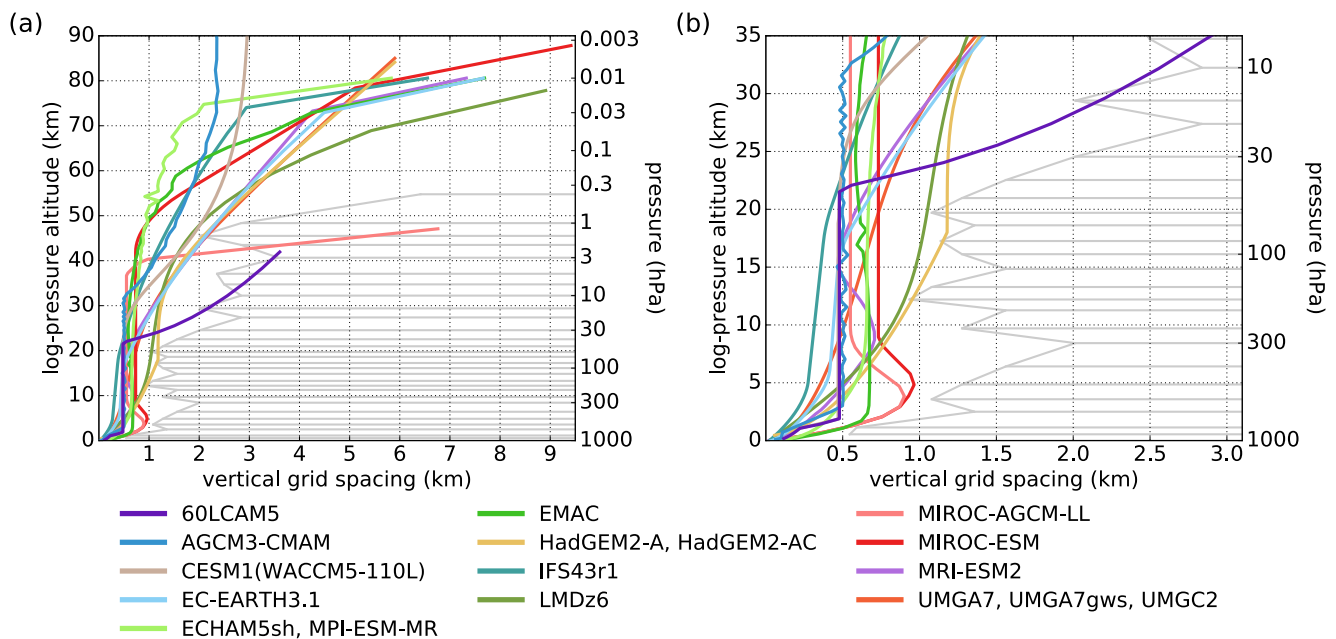 (a)
90
80
70
60
50
40
30
20
10
0
log-pressure altitude (km)
1 2 3 4 5 6 7 8 9
vertical grid spacing (km)
0.003
0.01
0.03
0.1
0.3
1
3
10
30
100
300
1000
pressure (hPa)
(b)
35
30
25
20
15
10
5
0
log-pressure altitude (km)
0.5 1.0 1.5 2.0 2.5 3.0
vertical grid spacing (km)
10
30
100
300
1000
pressure (hPa)
60LCAM5
AGCM3-CMAM
CESM1(WACCM5-110L)
EC-EARTH3.1
ECHAM5sh, MPI-ESM-MR
EMAC
HadGEM2-A, HadGEM2-AC
IFS43r1
LMDz6
MIROC-AGCM-LL
MIROC-ESM
MRI-ESM2
UMGA7, UMGA7gws, UMGC2